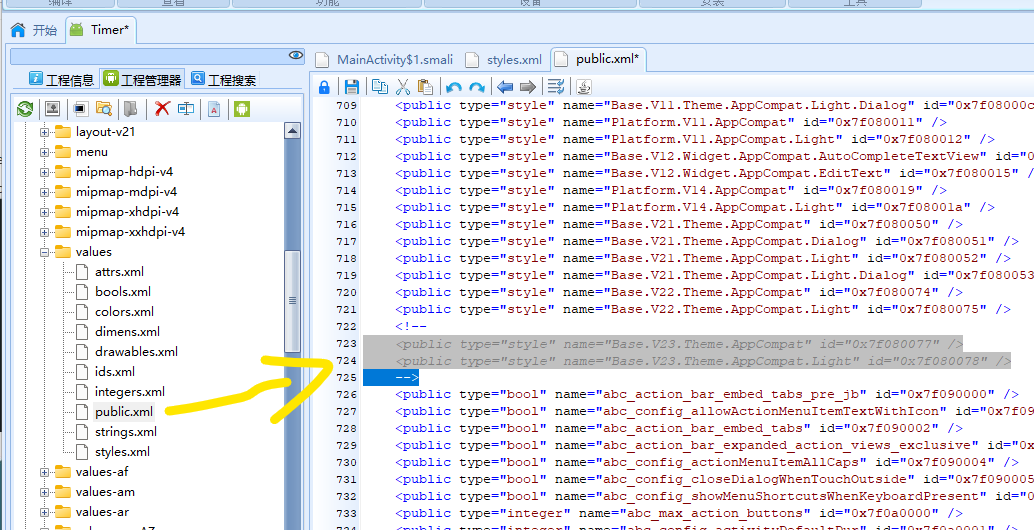 编译 查看 功能 设备 安装 工具
开始 Timer*
MainActivity$1.smali styles.xml public.xml*
工程信息 工程管理器 工程搜索
layout-v21
menu
mipmap-hdpi-v4
mipmap-mdpi-v4
mipmap-xhdpi-v4
mipmap-xxhdpi-v4
values
attrs.xml
bools.xml
colors.xml
dimens.xml
drawables.xml
ids.xml
integers.xml
public.xml
strings.xml
styles.xml
values-af
values-am
values-ar
709 <public type="style" name="Base.V11.Theme.AppCompat.Light.Dialog" id="0x7f08000c
710 <public type="style" name="Platform.V11.AppCompat" id="0x7f080011" />
711 <public type="style" name="Platform.V11.AppCompat.Light" id="0x7f080012" />
712 <public type="style" name="Base.V12.Widget.AppCompat.AutoCompleteTextView" id="0
713 <public type="style" name="Base.V12.Widget.AppCompat.EditText" id="0x7f080015" /
714 <public type="style" name="Platform.V14.AppCompat" id="0x7f080019" />
715 <public type="style" name="Platform.V14.AppCompat.Light" id="0x7f08001a" />
716 <public type="style" name="Base.V21.Theme.AppCompat" id="0x7f080050" />
717 <public type="style" name="Base.V21.Theme.AppCompat.Dialog" id="0x7f080051" />
718 <public type="style" name="Base.V21.Theme.AppCompat.Light" id="0x7f080052" />
719 <public type="style" name="Base.V21.Theme.AppCompat.Light.Dialog" id="0x7f080053
720 <public type="style" name="Base.V22.Theme.AppCompat" id="0x7f080074" />
721 <public type="style" name="Base.V22.Theme.AppCompat.Light" id="0x7f080075" />
722 <!--
723 <public type="style" name="Base.V23.Theme.AppCompat" id="0x7f080077" />
724 <public type="style" name="Base.V23.Theme.AppCompat.Light" id="0x7f080078" />
725 -->
726 <public type="bool" name="abc_action_bar_embed_tabs_pre_jb" id="0x7f090000" />
727 <public type="bool" name="abc_config_allowActionMenuItemTextWithIcon" id="0x7f09
728 <public type="bool" name="abc_action_bar_embed_tabs" id="0x7f090002" />
729 <public type="bool" name="abc_action_bar_expanded_action_views_exclusive" id="0x
730 <public type="bool" name="abc_config_actionMenuItemAllCaps" id="0x7f090004" />
731 <public type="bool" name="abc_config_closeDialogWhenTouchOutside" id="0x7f090005
732 <public type="bool" name="abc_config_showMenuShortcutsWhenKeyboardPresent" id="0
733 <public type="integer" name="abc_max_action_buttons" id="0x7f0a0000" />